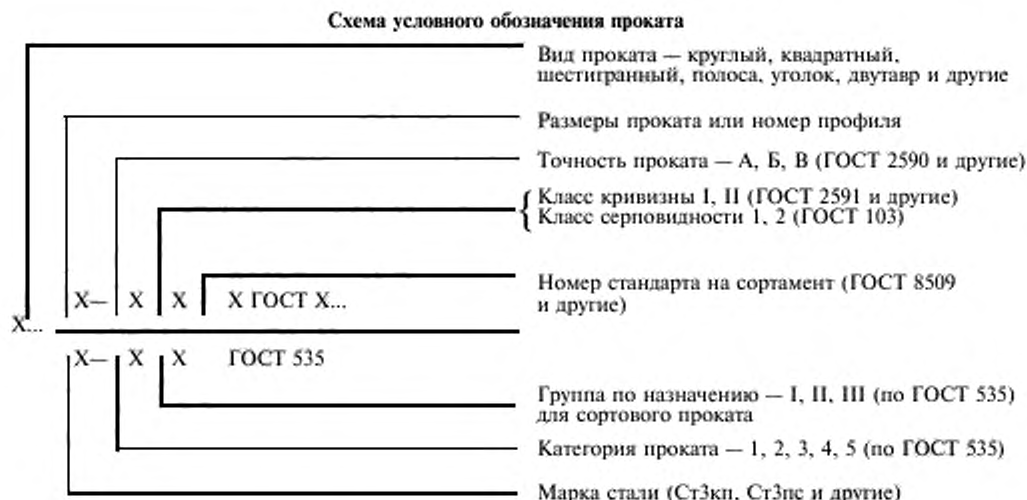 Схема условного обозначения проката
Вид проката — круглый, квадратный,
шестигранный, полоса, уголок, двутавр и другие
Размеры проката или номер профиля
Точность проката — А, Б, В (ГОСТ 2590 и другие)
Класс кривизны I, II (ГОСТ 2591 и другие)
Класс серповидности 1, 2 (ГОСТ 103)
Номер стандарта на сортамент (ГОСТ 8509
и другие)
X— X X X ГОСТ X...
X...
X— X X ГОСТ 535
Группа по назначению — I, II, III (по ГОСТ 535)
для сортового проката
Категория проката — 1, 2, 3, 4, 5 (по ГОСТ 535)
Марка стали (Ст3кп, Ст3пс и другие)